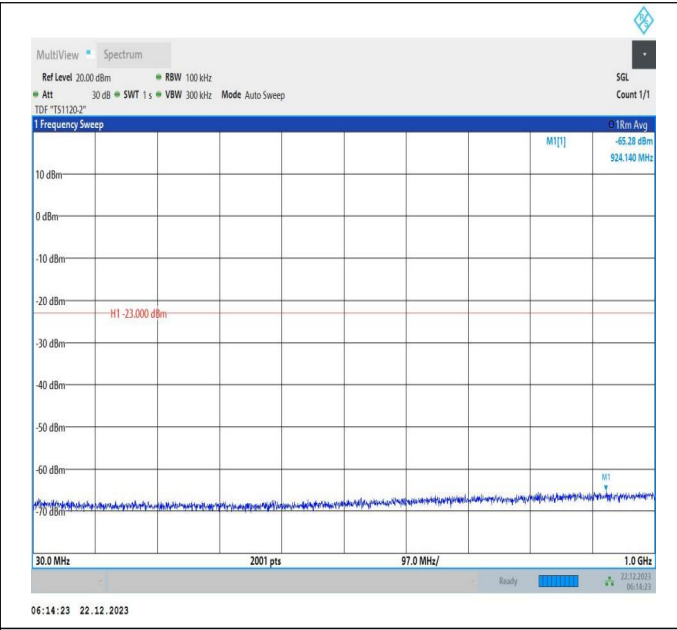 MultiView Spectrum
Ref Level 20.00 dBm RBW 100 kHz SGL
Att 30 dB SWT 1 s VBW 300 kHz Mode Auto Sweep Count 1/1
TDF "TS1120-2"
1 Frequency Sweep 1Rm Avg
M1[1] -65.28 dBm
924.140 MHz
10 dBm
0 dBm
-10 dBm
-20 dBm
H1 -23.000 dBm
-30 dBm
-40 dBm
-50 dBm
-60 dBm
M1
-70 dBm
30.0 MHz 2001 pts 97.0 MHz/ 1.0 GHz
Ready 22.12.2023
06:14:23
06:14:23 22.12.2023